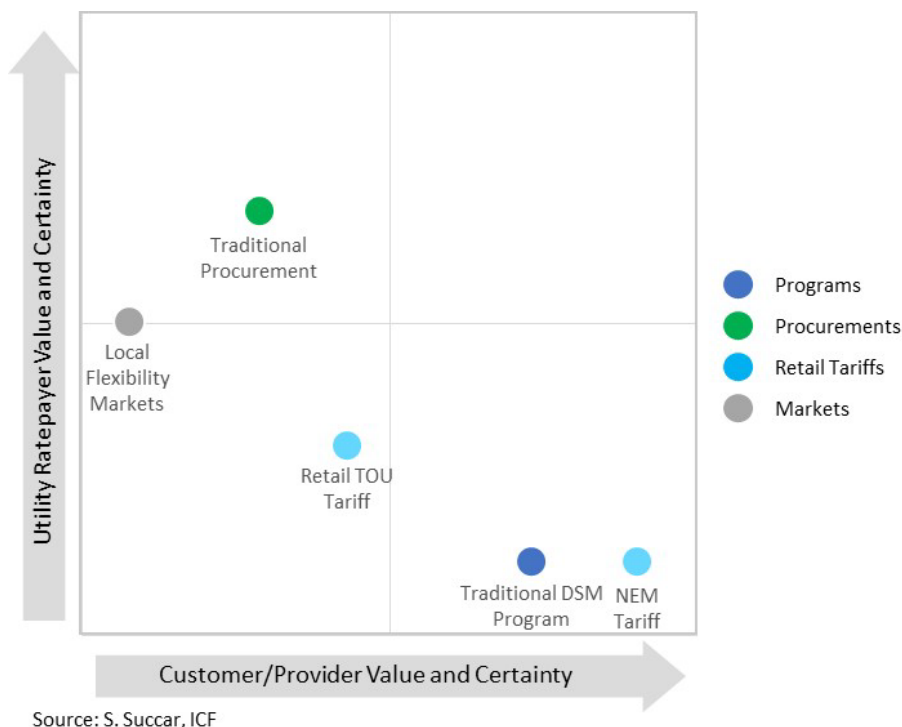 Utility Ratepayer Value and Certainty
Traditional
Procurement
Local
Flexibility
Markets
Retail TOU
Tariff
Traditional DSM
Program
NEM
Tariff
Programs
Procurements
Retail Tariffs
Markets
Customer/Provider Value and Certainty
Source: S. Succar, ICF